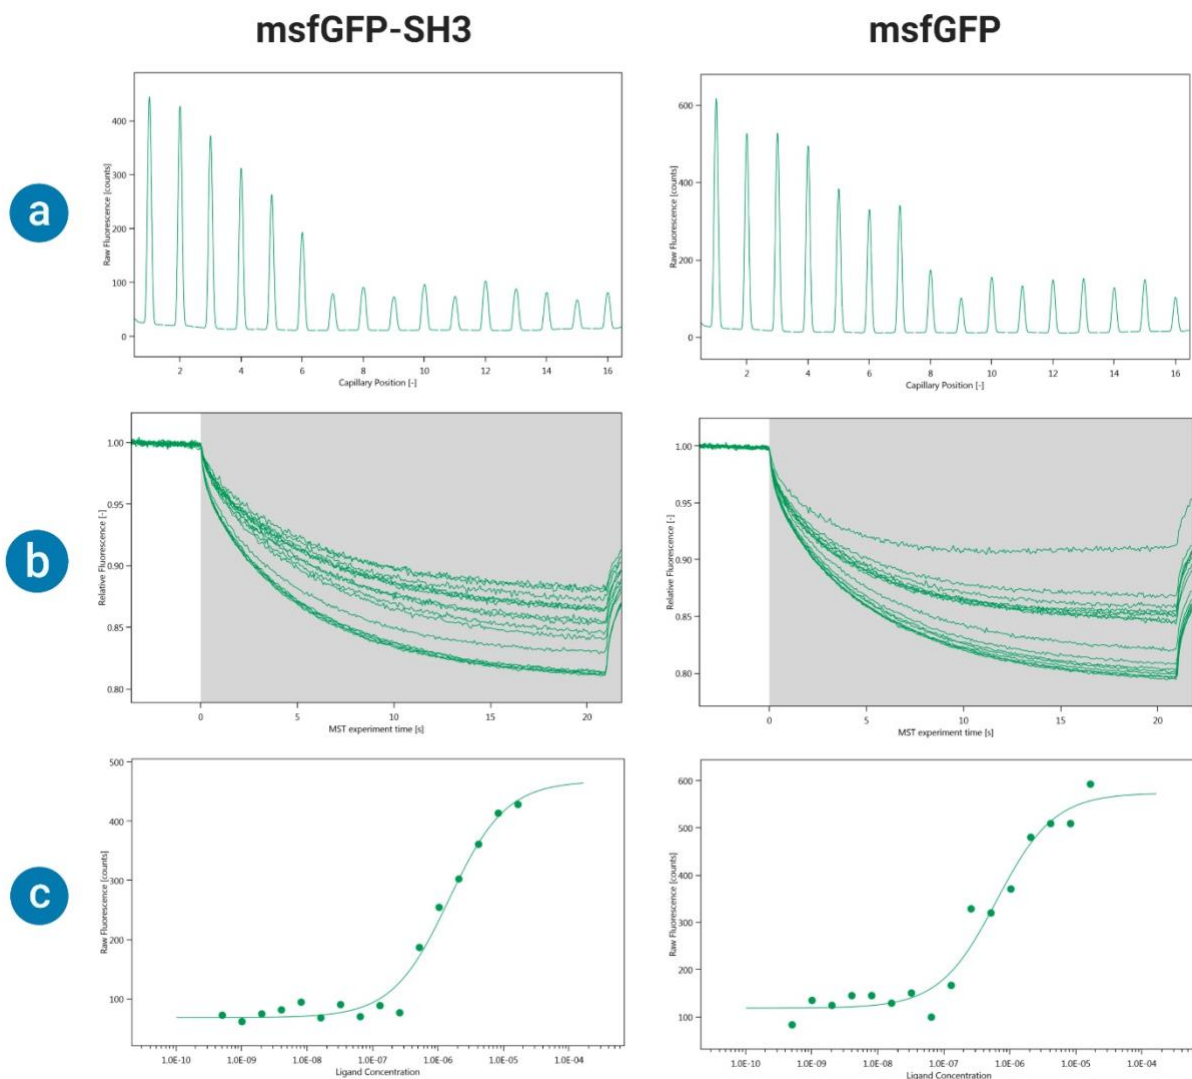 msfGFP-SH3
msfGFP
a
Raw Fluorescence [counts]
400
300
200
100
0
2 4 6 8 10 12 14 16
Capillary Position [-]
Raw Fluorescence [counts]
600
400
200
0
2 4 6 8 10 12 14 16
Capillary Position [-]
b
Relative Fluorescence [-]
1.00
0.95
0.90
0.85
0.80
0 5 10 15 20
MST experiment time [s]
Relative Fluorescence [-]
1.00
0.95
0.90
0.85
0.80
0 5 10 15 20
MST experiment time [s]
c
Raw Fluorescence [counts]
500
400
300
200
100
1.0E-10 1.0E-09 1.0E-08 1.0E-07 1.0E-06 1.0E-05 1.0E-04
Ligand Concentration
Raw Fluorescence [counts]
600
500
400
300
200
100
1.0E-10 1.0E-09 1.0E-08 1.0E-07 1.0E-06 1.0E-05 1.0E-04
Ligand Concentration